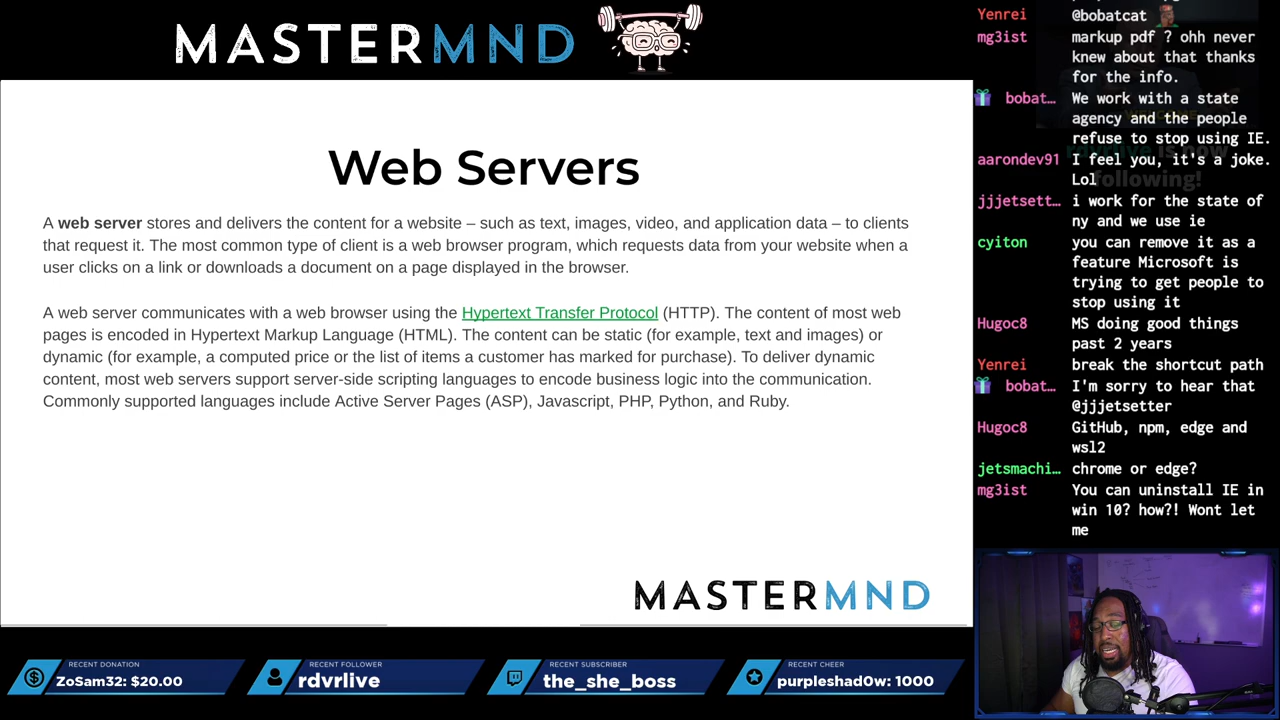 MASTERMND
Web Servers
A web server stores and delivers the content for a website – such as text, images, video, and application data – to clients
that request it. The most common type of client is a web browser program, which requests data from your website when a
user clicks on a link or downloads a document on a page displayed in the browser.
A web server communicates with a web browser using the Hypertext Transfer Protocol (HTTP). The content of most web
pages is encoded in Hypertext Markup Language (HTML). The content can be static (for example, text and images) or
dynamic (for example, a computed price or the list of items a customer has marked for purchase). To deliver dynamic
content, most web servers support server-side scripting languages to encode business logic into the communication.
Commonly supported languages include Active Server Pages (ASP), Javascript, PHP, Python, and Ruby.
MASTERMND
Yenrei @bobatcat
mg3ist markup pdf ? ohh never
knew about that thanks
for the info.
bobat… We work with a state
agency and the people
refuse to stop using IE.
aarondev91 I feel you, it's a joke.
Lol
jjjetsett… i work for the state of
ny and we use ie
cyiton you can remove it as a
feature Microsoft is
trying to get people to
stop using it
Hugoc8 MS doing good things
past 2 years
Yenrei break the shortcut path
bobat… I'm sorry to hear that
@jjjetsetter
Hugoc8 GitHub, npm, edge and
wsl2
jetsmachi… chrome or edge?
mg3ist You can uninstall IE in
win 10? how?! Wont let
me
rdvrlive is now
following!
RECENT DONATION
ZoSam32: $20.00
RECENT FOLLOWER
rdvrlive
RECENT SUBSCRIBER
the_she_boss
RECENT CHEER
purpleshad0w: 1000